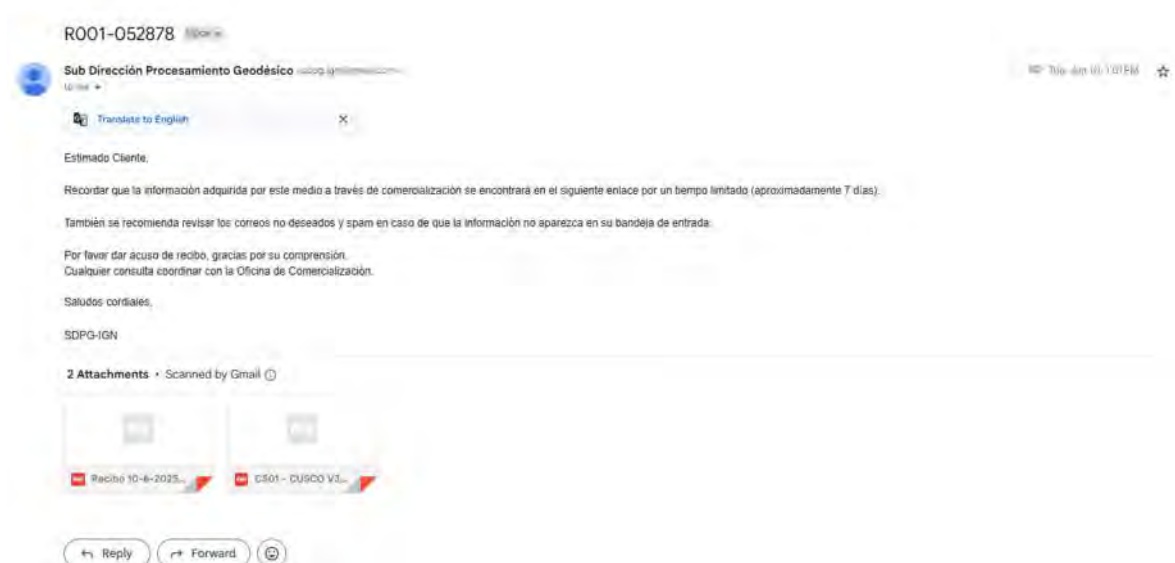 R001-052878
Sub Dirección Procesamiento Geodésico
to me
Translate to English
Estimado Cliente,
Recordar que la información adquirida por este medio a través de comercialización se encontrará en el siguiente enlace por un tiempo limitado (aproximadamente 7 días).
También se recomienda revisar los correos no deseados y spam en caso de que la información no aparezca en su bandeja de entrada.
Por favor dar acuso de recibo, gracias por su comprensión.
Cualquier consulta coordinar con la Oficina de Comercialización.
Saludos cordiales,
SDPG-IGN
2 Attachments • Scanned by Gmail
Recibo 10-6-2025...
CS01 - CUSCO V3...
Reply
Forward